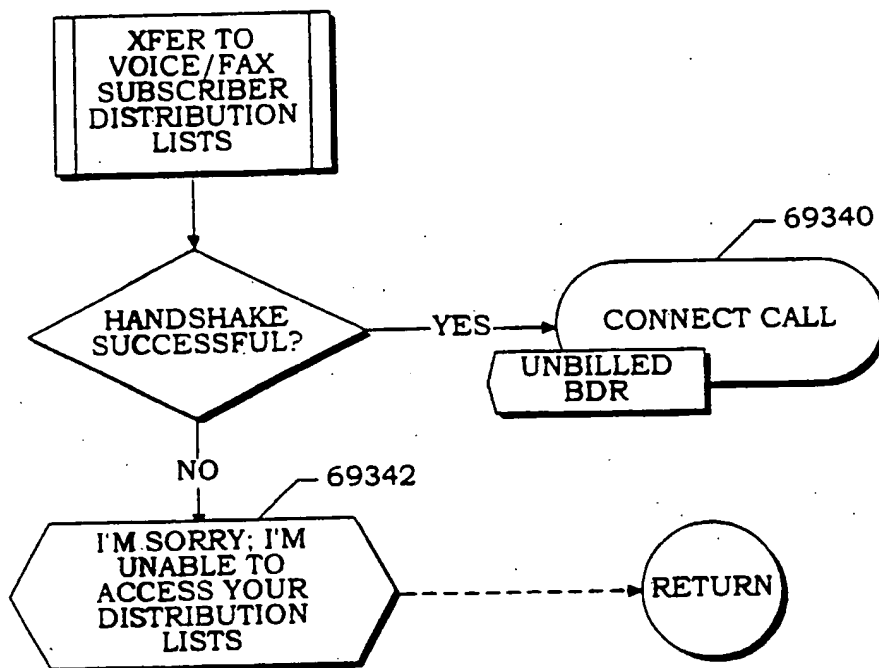 XFER TO
VOICE/FAX
SUBSCRIBER
DISTRIBUTION
LISTS
69340
HANDSHAKE
SUCCESSFUL?
YES
CONNECT CALL
UNBILLED
BDR
NO
69342
I'M SORRY; I'M
UNABLE TO
ACCESS YOUR
DISTRIBUTION
LISTS
RETURN